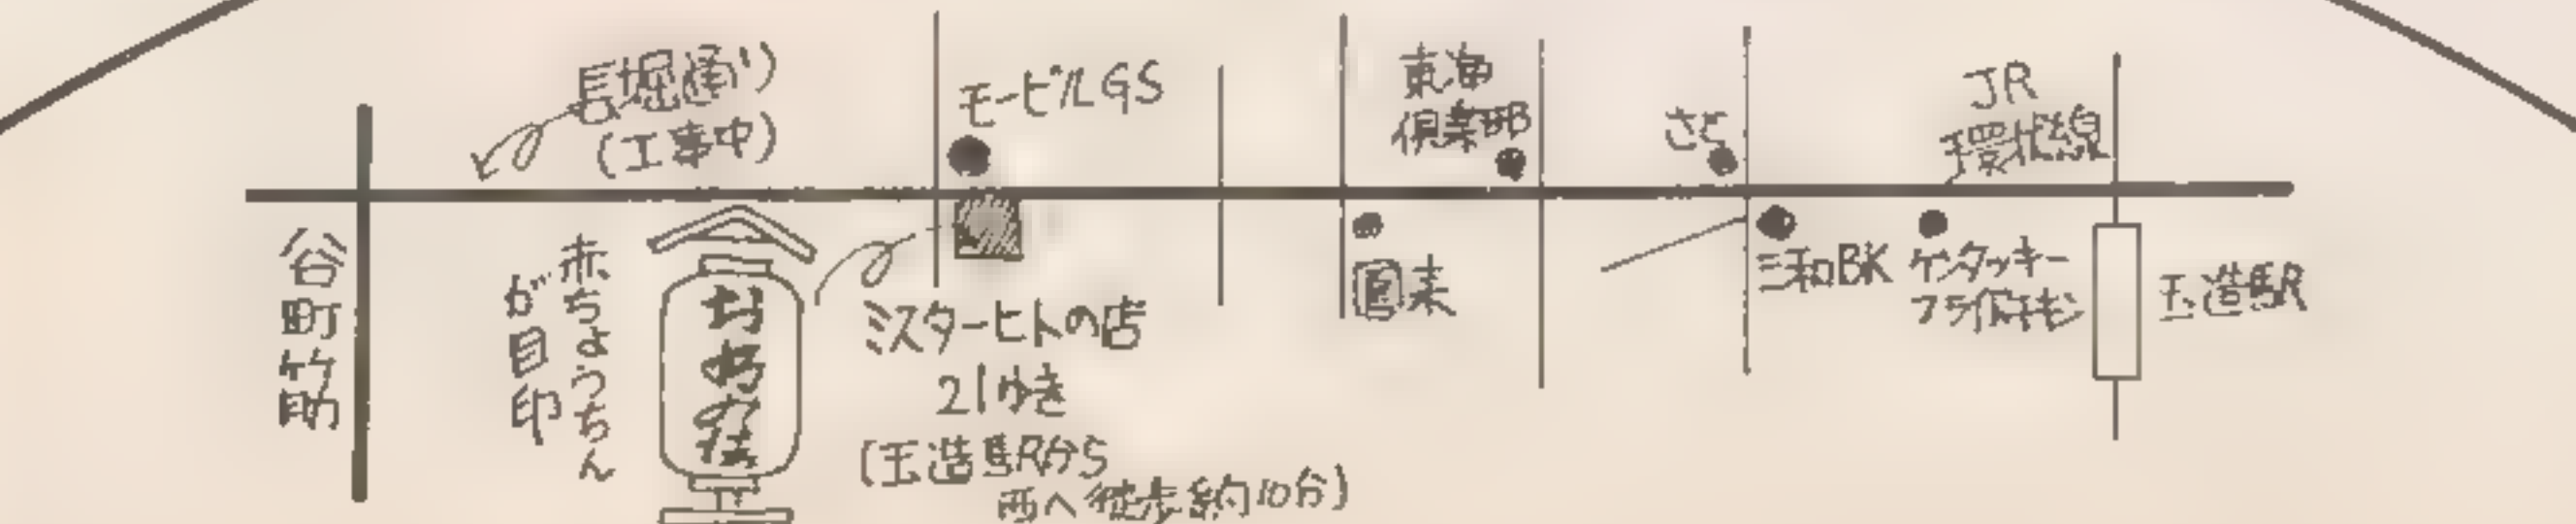 長堀通り
(工事中)
モービルGS
東海
倶楽部
さと
JR
環状線
谷町筋
赤ちょうちん
が目印
ミスターヒトの店
21ゆき
(玉造駅から
西へ徒歩約10分)
三和BK
ケンタッキー
フライドチキン
玉造駅